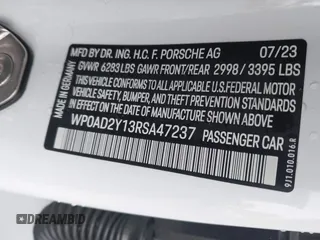 MFD. BY DR. ING. H.C. F. PORSCHE AG 07/23
GVWR 6283 LBS GAWR FRONT/REAR 2998/3395 LBS
THIS VEHICLE CONFORMS TO ALL APPLICABLE U.S.FEDERAL MOTOR
VEHICLE SAFETY, BUMPER, AND THEFT PREVENTION STANDARDS IN
EFFECT ON THE DATE OF MANUFACTURE SHOWN ABOVE.
WP0AD2Y13RSA47237 PASSENGER CAR
MADE IN GERMANY
9J1.010.016.R
DREAMBID